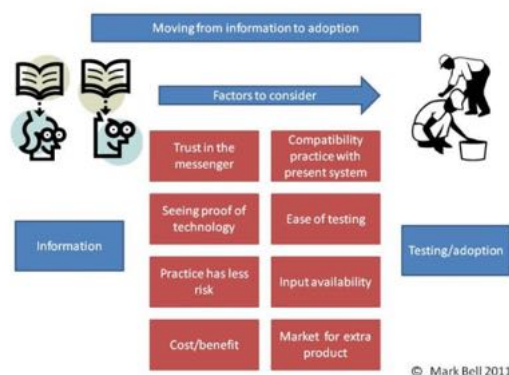 Moving from information to adoption
Factors to consider
Trust in the
messenger
Compatibility
practice with
present system
Seeing proof of
technology
Ease of testing
Information
Testing/adoption
Practice has less
risk
Input availability
Cost/benefit
Market for extra
product
© Mark Bell 2011